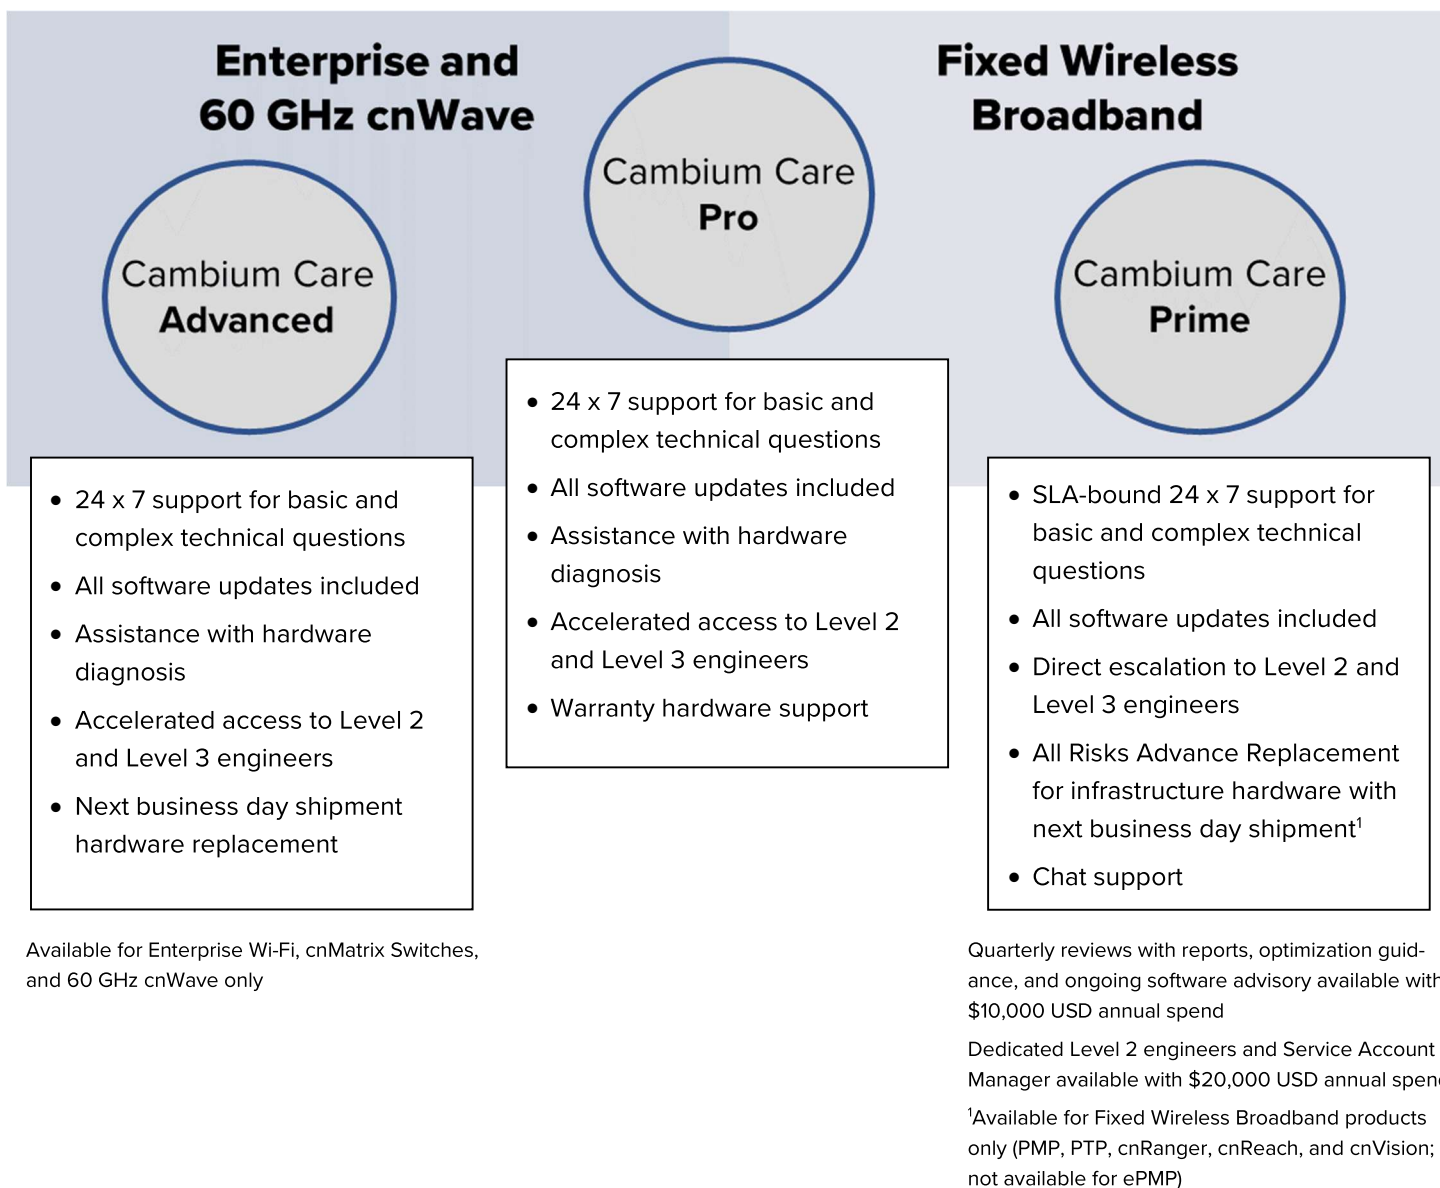 Enterprise and
60 GHz cnWave
Fixed Wireless
Broadband
Cambium Care
Advanced
Cambium Care
Pro
Cambium Care
Prime
• 24 x 7 support for basic and
complex technical questions
• All software updates included
• Assistance with hardware
diagnosis
• Accelerated access to Level 2
and Level 3 engineers
• Next business day shipment
hardware replacement
Available for Enterprise Wi-Fi, cnMatrix Switches,
and 60 GHz cnWave only
• 24 x 7 support for basic and
complex technical questions
• All software updates included
• Assistance with hardware
diagnosis
• Accelerated access to Level 2
and Level 3 engineers
• Warranty hardware support
• SLA-bound 24 x 7 support for
basic and complex technical
questions
• All software updates included
• Direct escalation to Level 2 and
Level 3 engineers
• All Risks Advance Replacement
for infrastructure hardware with
next business day shipment¹
• Chat support
Quarterly reviews with reports, optimization guid-
ance, and ongoing software advisory available with
$10,000 USD annual spend
Dedicated Level 2 engineers and Service Account
Manager available with $20,000 USD annual spend
¹Available for Fixed Wireless Broadband products
only (PMP, PTP, cnRanger, cnReach, and cnVision;
not available for ePMP)